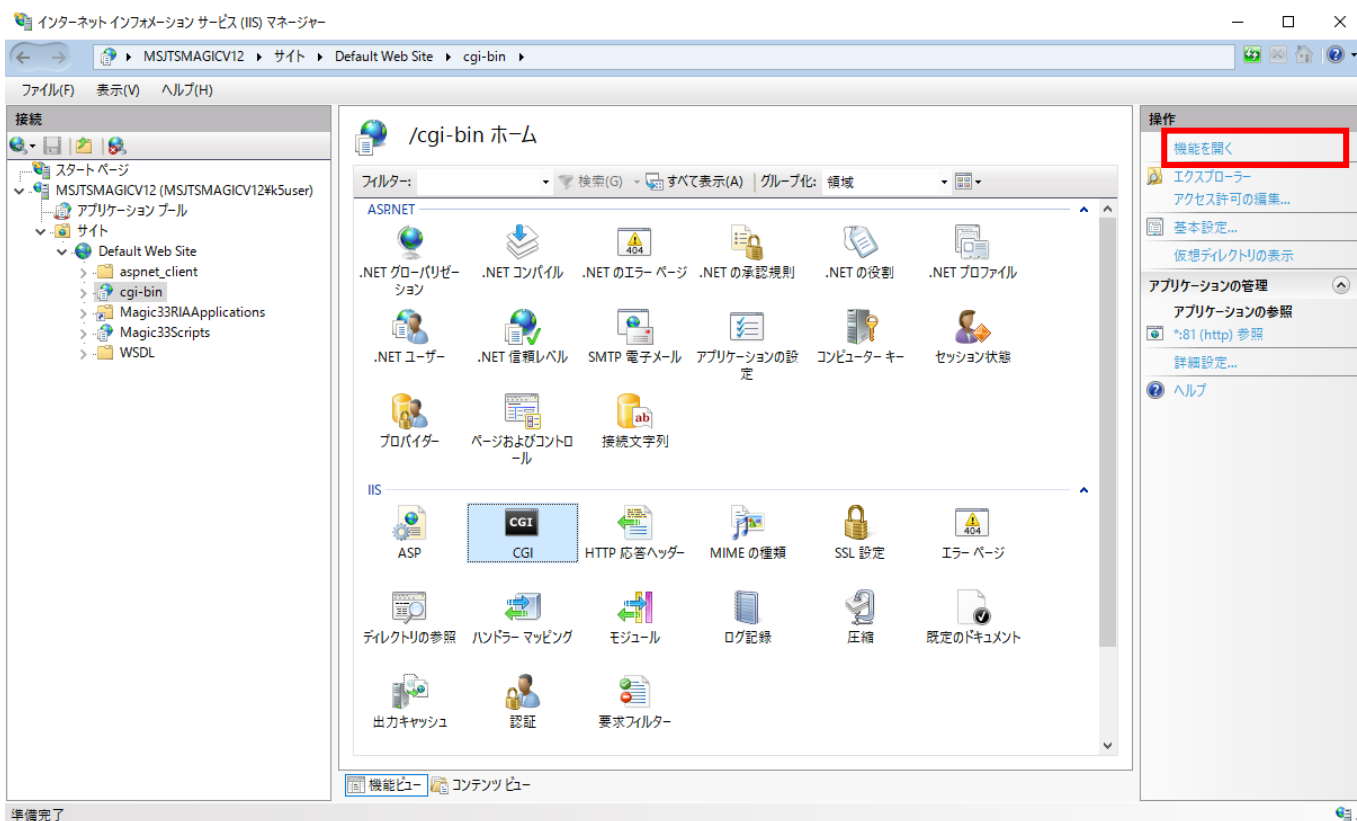 インターネット インフォメーション サービス (IIS) マネージャー
MSJTSMAGICV12 サイト Default Web Site cgi-bin
ファイル(F) 表示(V) ヘルプ(H)
接続
スタート ページ
MSJTSMAGICV12 (MSJTSMAGICV12¥k5user)
アプリケーション プール
サイト
Default Web Site
aspnet_client
cgi-bin
Magic33RIAApplications
Magic33Scripts
WSDL
/cgi-bin ホーム
フィルター: 検索(G) すべて表示(A) グループ化: 領域
ASP.NET
.NET グローバリゼー
ション
.NET コンパイル
.NET のエラー ページ
.NET の承認規則
.NET の役割
.NET プロファイル
.NET ユーザー
.NET 信頼レベル
SMTP 電子メール
アプリケーションの設
定
コンピューター キー
セッション状態
プロバイダー
ページおよびコントロ
ール
接続文字列
IIS
ASP
CGI
CGI
HTTP 応答ヘッダー
MIME の種類
SSL 設定
404
エラー ページ
ディレクトリの参照
ハンドラー マッピング
モジュール
ログ記録
圧縮
既定のドキュメント
出力キャッシュ
認証
要求フィルター
機能ビュー コンテンツ ビュー
操作
機能を開く
エクスプローラー
アクセス許可の編集...
基本設定...
仮想ディレクトリの表示
アプリケーションの管理
アプリケーションの参照
*:81 (http) 参照
詳細設定...
ヘルプ
準備完了